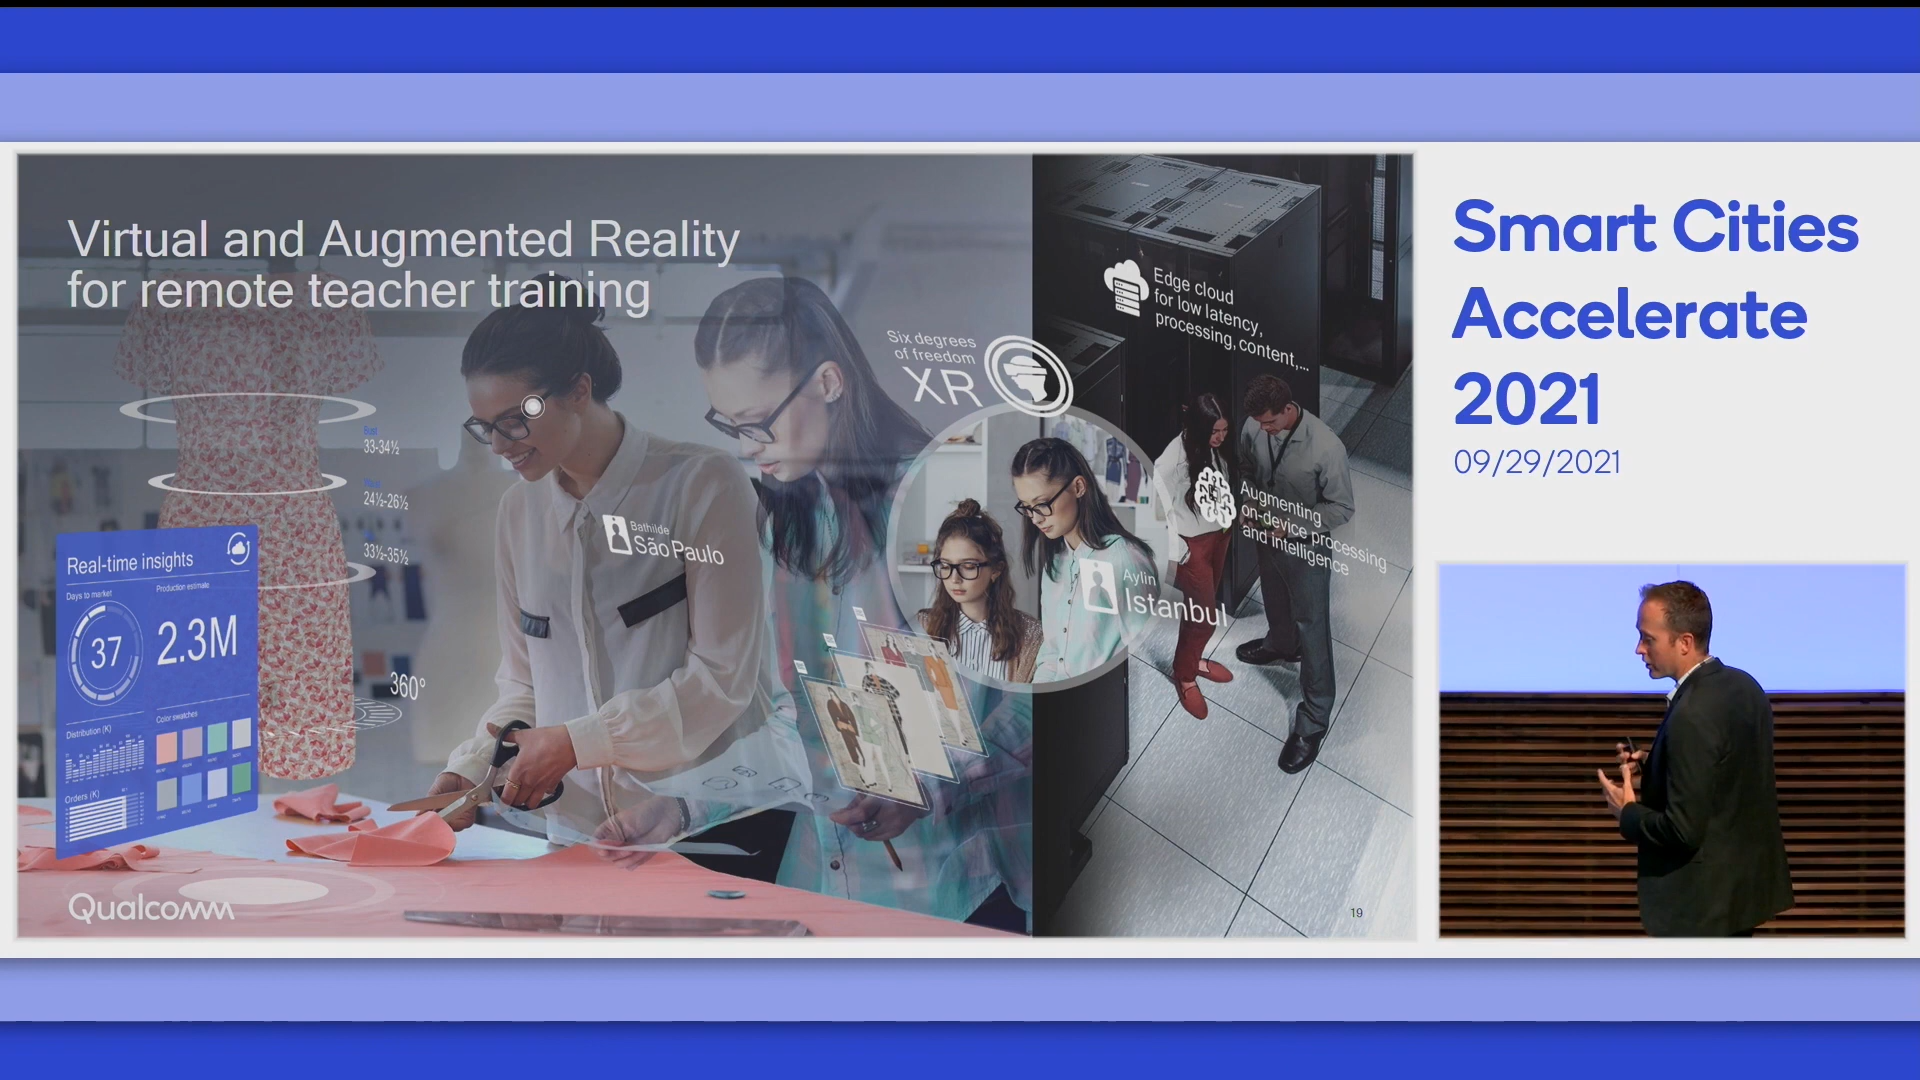 Virtual and Augmented Reality
for remote teacher training
Six degrees
of freedom
XR
Edge cloud
for low latency,
processing, content,...
Augmenting
on-device processing
and intelligence
Bust
33-34½
24½-26½
33½-35½
360°
Bathilde
São Paulo
Aylin
Istanbul
Real-time insights
Days to market
37
Production estimate
2.3M
Distribution (K)
Color swatches
Orders (K)
Qualcomm
19
Smart Cities
Accelerate
2021
09/29/2021